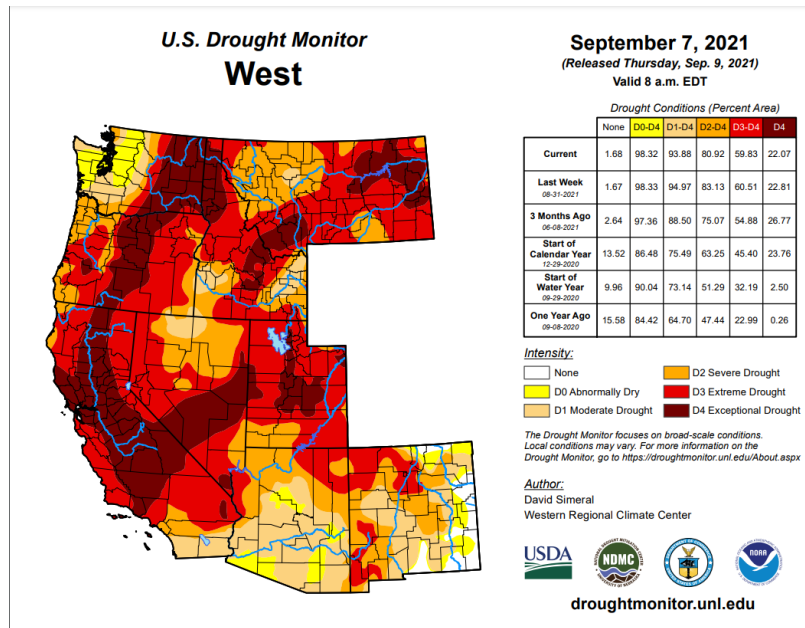 U.S. Drought Monitor
West
September 7, 2021
(Released Thursday, Sep. 9, 2021)
Valid 8 a.m. EDT
Drought Conditions (Percent Area)
None D0-D4 D1-D4 D2-D4 D3-D4 D4
Current 1.68 98.32 93.88 80.92 59.83 22.07
Last Week 1.67 98.33 94.97 83.13 60.51 22.81
08-31-2021
3 Months Ago 2.64 97.36 88.50 75.07 54.88 26.77
06-08-2021
Start of
Calendar Year 13.52 86.48 75.49 63.25 45.40 23.76
12-29-2020
Start of
Water Year 9.96 90.04 73.14 51.29 32.19 2.50
09-29-2020
One Year Ago 15.58 84.42 64.70 47.44 22.99 0.26
09-08-2020
Intensity:
None
D0 Abnormally Dry
D1 Moderate Drought
D2 Severe Drought
D3 Extreme Drought
D4 Exceptional Drought
The Drought Monitor focuses on broad-scale conditions.
Local conditions may vary. For more information on the
Drought Monitor, go to https://droughtmonitor.unl.edu/About.aspx
Author:
David Simeral
Western Regional Climate Center
USDA
NDMC
NOAA
droughtmonitor.unl.edu